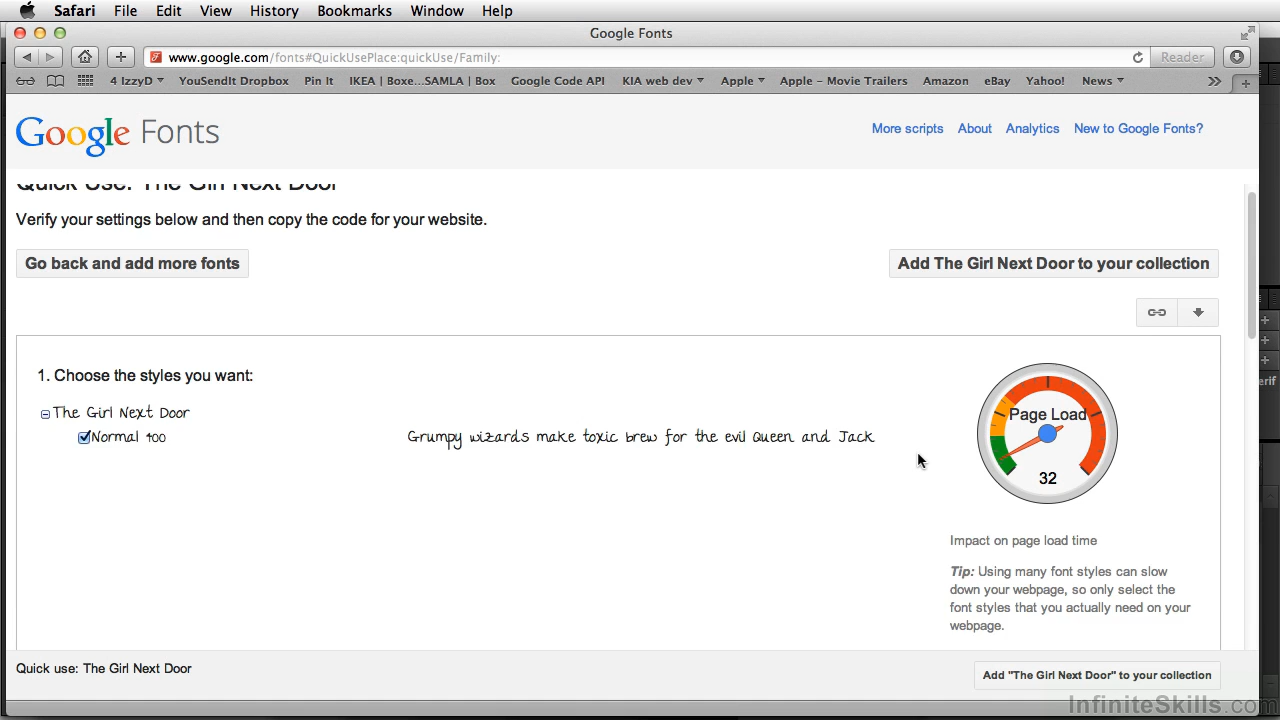 Safari File Edit View History Bookmarks Window Help
Google Fonts
www.google.com/fonts#QuickUsePlace:quickUse/Family:
Reader
4 IzzyD YouSendIt Dropbox Pin It IKEA | Boxe...SAMLA | Box Google Code API KIA web dev Apple Apple – Movie Trailers Amazon eBay Yahoo! News
Google Fonts
More scripts About Analytics New to Google Fonts?
Quick Use: The Girl Next Door
Verify your settings below and then copy the code for your website.
Go back and add more fonts
Add The Girl Next Door to your collection
1. Choose the styles you want:
The Girl Next Door
Normal 400
Grumpy wizards make toxic brew for the evil Queen and Jack
Page Load
32
Impact on page load time
Tip: Using many font styles can slow
down your webpage, so only select the
font styles that you actually need on your
webpage.
Quick use: The Girl Next Door
Add "The Girl Next Door" to your collection
erif
InfiniteSkills.com